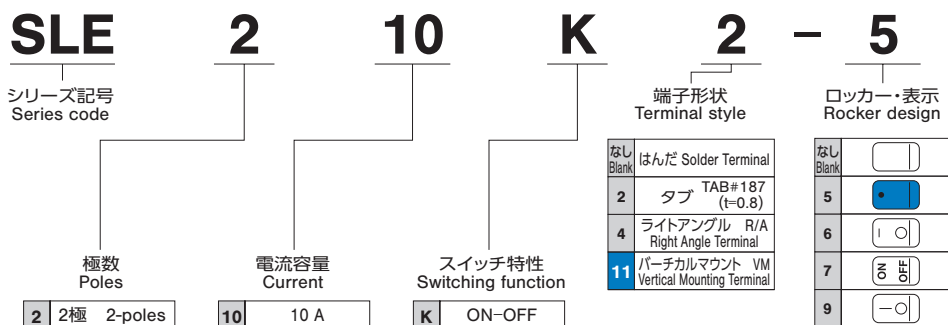 SLE 2 10 K 2 – 5
シリーズ記号
Series code
端子形状
Terminal style
なし
Blank
はんだ Solder Terminal
2 タブ TAB#187
(t=0.8)
4 ライトアングル R/A
Right Angle Terminal
11 バーチカルマウント VM
Vertical Mounting Terminal
ロッカー・表示
Rocker design
なし
Blank
5
6 – ○
7 ON OFF
9 –○
極数
Poles
2 2極 2-poles
電流容量
Current
10 10 A
スイッチ特性
Switching function
K ON−OFF